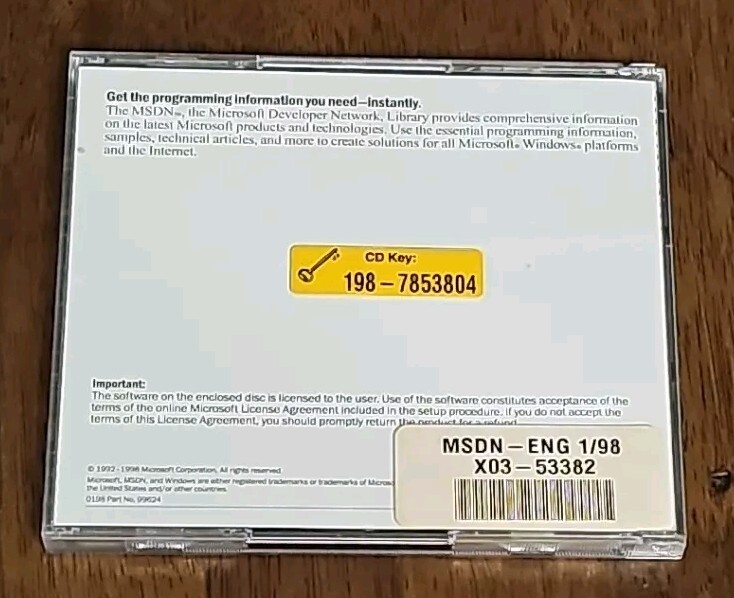 Get the programming information you need—instantly.
The MSDN™, the Microsoft Developer Network, Library provides comprehensive information
on the latest Microsoft products and technologies. Use the essential programming information,
samples, technical articles, and more to create solutions for all Microsoft® Windows® platforms
and the Internet.
CD Key:
198-7853804
Important:
The software on the enclosed disc is licensed to the user. Use of the software constitutes acceptance of the
terms of the online Microsoft License Agreement included in the setup procedure. If you do not accept the
terms of this License Agreement, you should promptly return the product for a refund.
MSDN-ENG 1/98
X03-53382
© 1992-1998 Microsoft Corporation. All rights reserved.
Microsoft, MSDN, and Windows are either registered trademarks or trademarks of
the United States and/or other countries.
0198 Part No. 99624